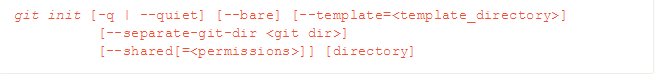 git init [-q | --quiet] [--bare] [--template=<template_directory>]
[--separate-git-dir <git dir>]
[--shared[=<permissions>]] [directory]